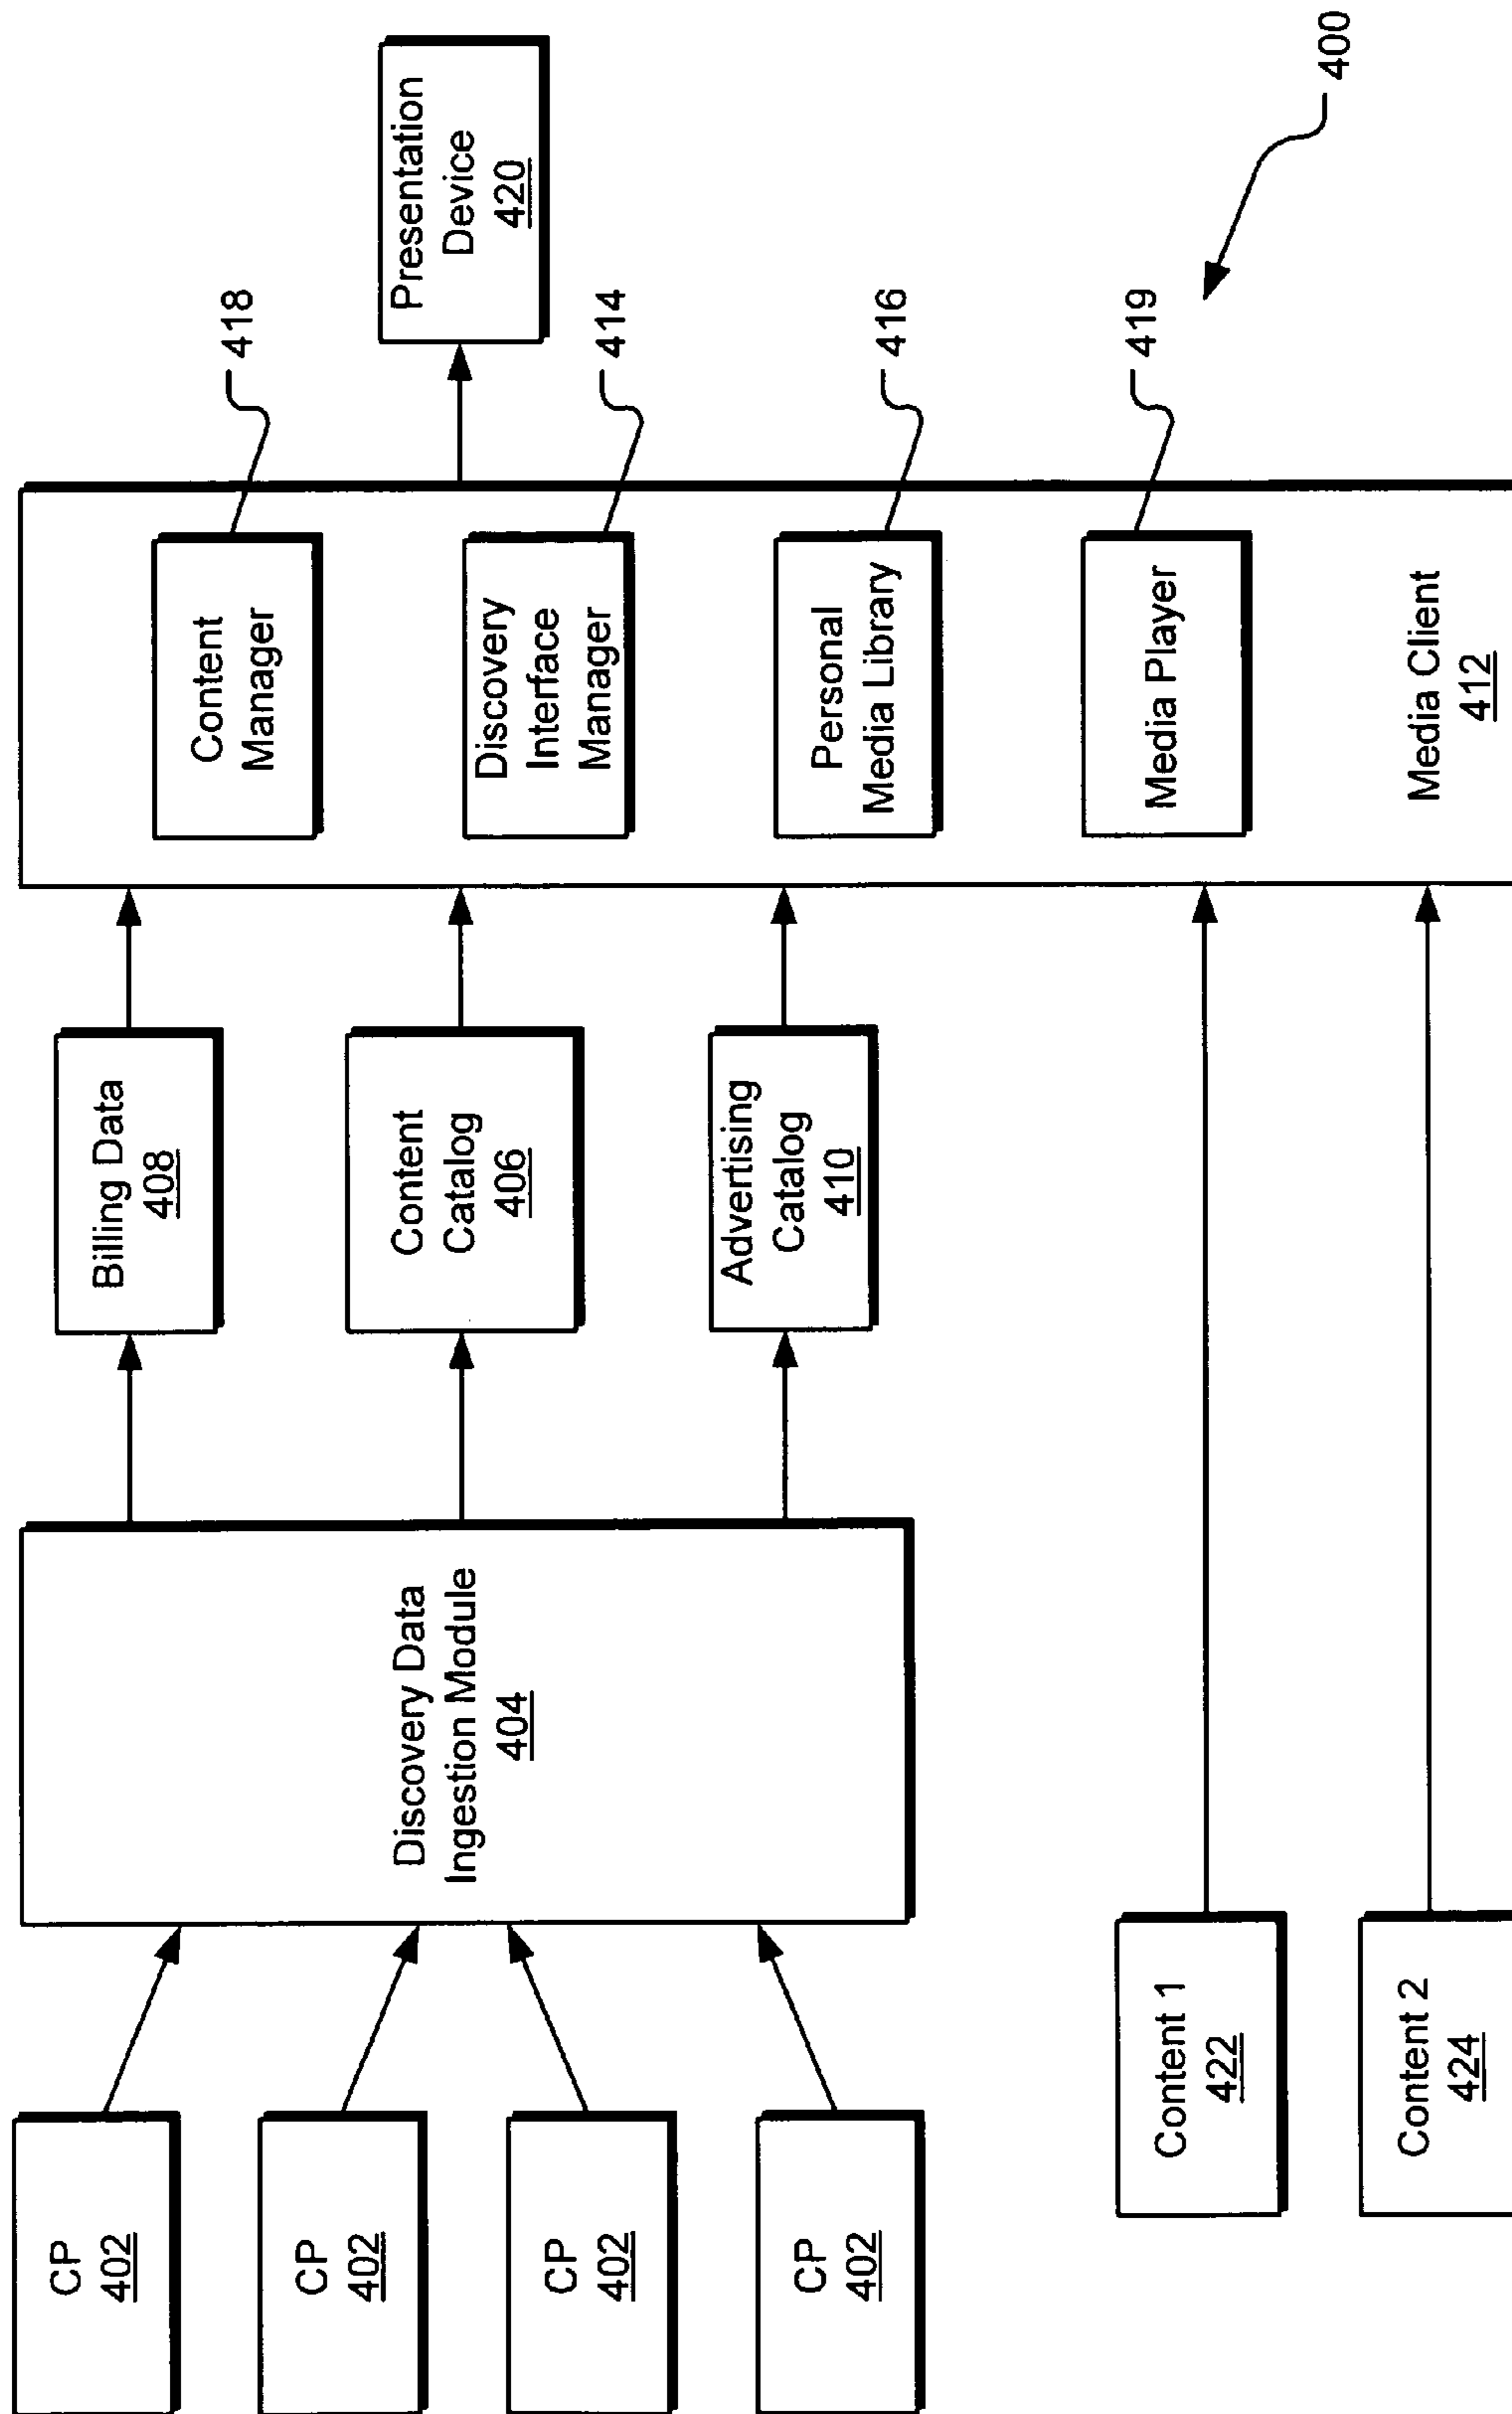 CP
402
CP
402
CP
402
CP
402
Discovery Data
Ingestion Module
404
Billing Data
408
Content
Catalog
406
Advertising
Catalog
410
Content
Manager
418
Discovery
Interface
Manager
414
Personal
Media Library
416
Media Player
419
Media Client
412
Presentation
Device
420
Content 1
422
Content 2
424
400